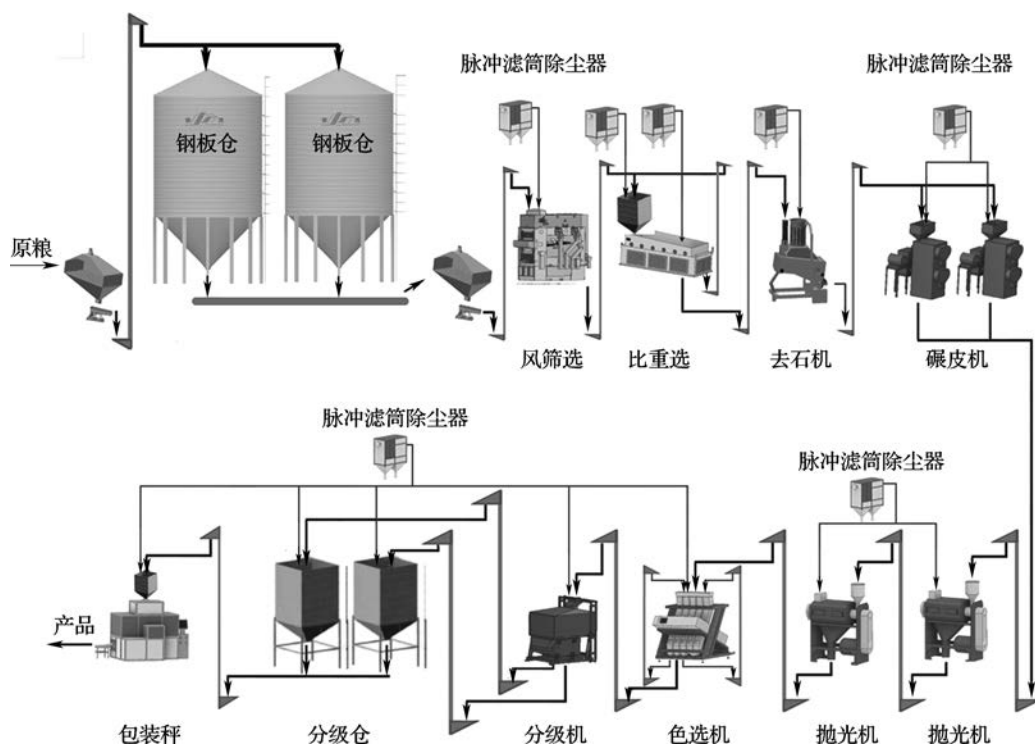 脉冲滤筒除尘器
脉冲滤筒除尘器
钢板仓
钢板仓
原粮
风筛选
比重选
去石机
碾皮机
脉冲滤筒除尘器
脉冲滤筒除尘器
产品
包装秤
分级仓
分级机
色选机
抛光机
抛光机